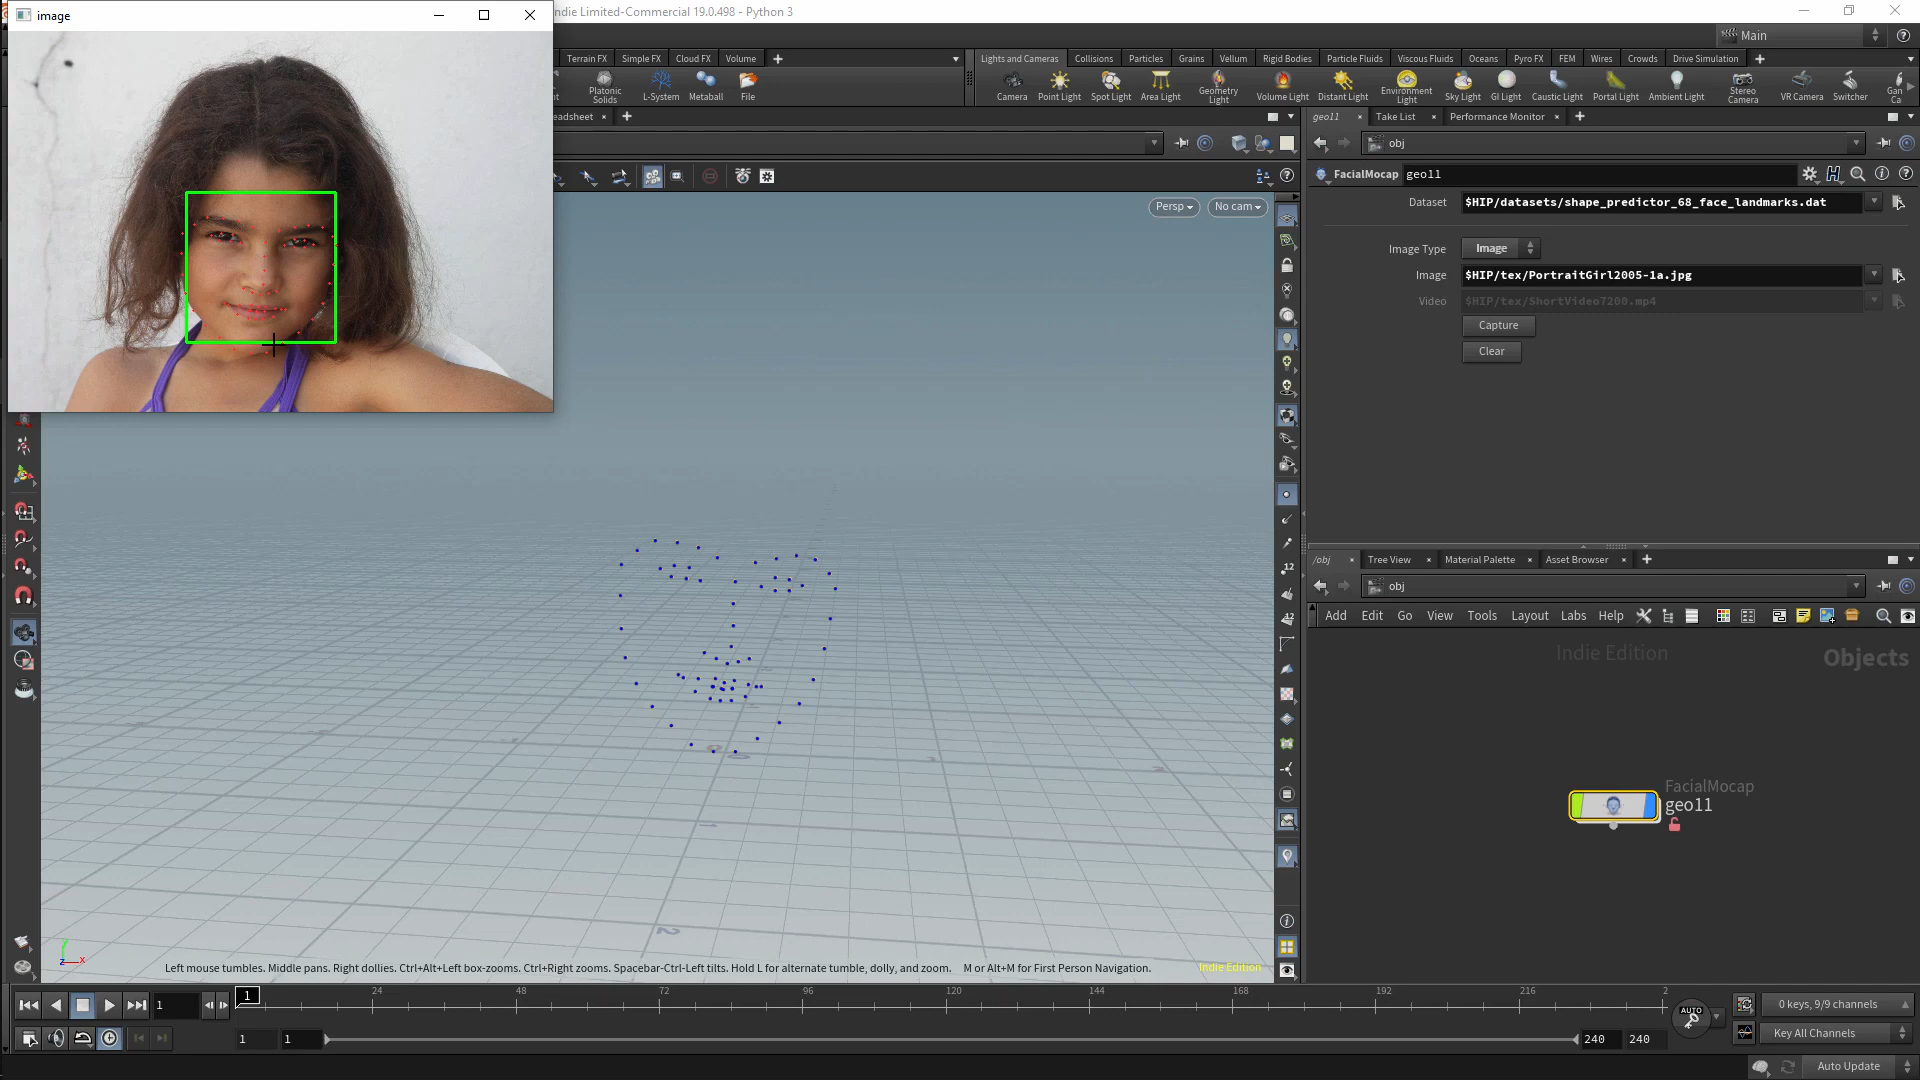 image
ndie Limited-Commercial 19.0.498 - Python 3
Main
Terrain FX
Simple FX
Cloud FX
Volume
Lights and Cameras
Collisions
Particles
Grains
Vellum
Rigid Bodies
Particle Fluids
Viscous Fluids
Oceans
Pyro FX
FEM
Wires
Crowds
Drive Simulation
Platonic Solids
L-System
Metaball
File
Camera
Point Light
Spot Light
Area Light
Geometry Light
Volume Light
Distant Light
Environment Light
Sky Light
GI Light
Caustic Light
Portal Light
Ambient Light
Stereo Camera
VR Camera
Switcher
Gan Ca
eadsheet
geo11
Take List
Performance Monitor
obj
FacialMocap
geo11
Dataset
$HIP/datasets/shape_predictor_68_face_landmarks.dat
Image Type
Image
Image
$HIP/tex/PortraitGirl2005-1a.jpg
Video
$HIP/tex/ShortVideo7200.mp4
Capture
Clear
Persp
No cam
/obj
Tree View
Material Palette
Asset Browser
obj
Add
Edit
Go
View
Tools
Layout
Labs
Help
Indie Edition
Objects
FacialMocap
geo11
Left mouse tumbles. Middle pans. Right dollies. Ctrl+Alt+Left box-zooms. Ctrl+Right zooms. Spacebar-Ctrl-Left tilts. Hold L for alternate tumble, dolly, and zoom. M or Alt+M for First Person Navigation.
Indie Edition
1
1
24
48
72
96
120
144
168
192
216
2
AUTO
0 keys, 9/9 channels
1
1
240
240
Key All Channels
Auto Update